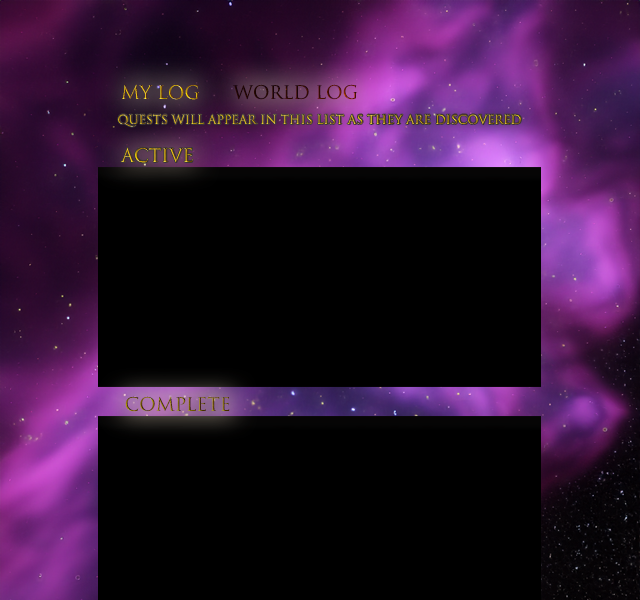 MY LOG WORLD LOG
QUESTS WILL APPEAR IN THIS LIST AS THEY ARE DISCOVERED
ACTIVE
COMPLETE